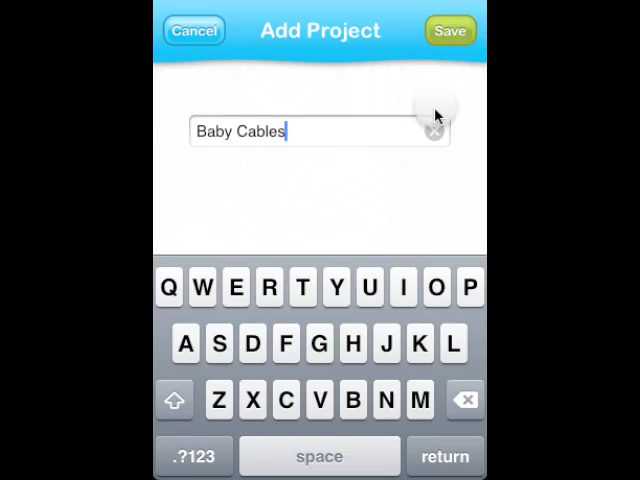 Cancel Add Project Save
Baby Cables
Q W E R T Y U I O P
A S D F G H J K L
Z X C V B N M
.?123 space return